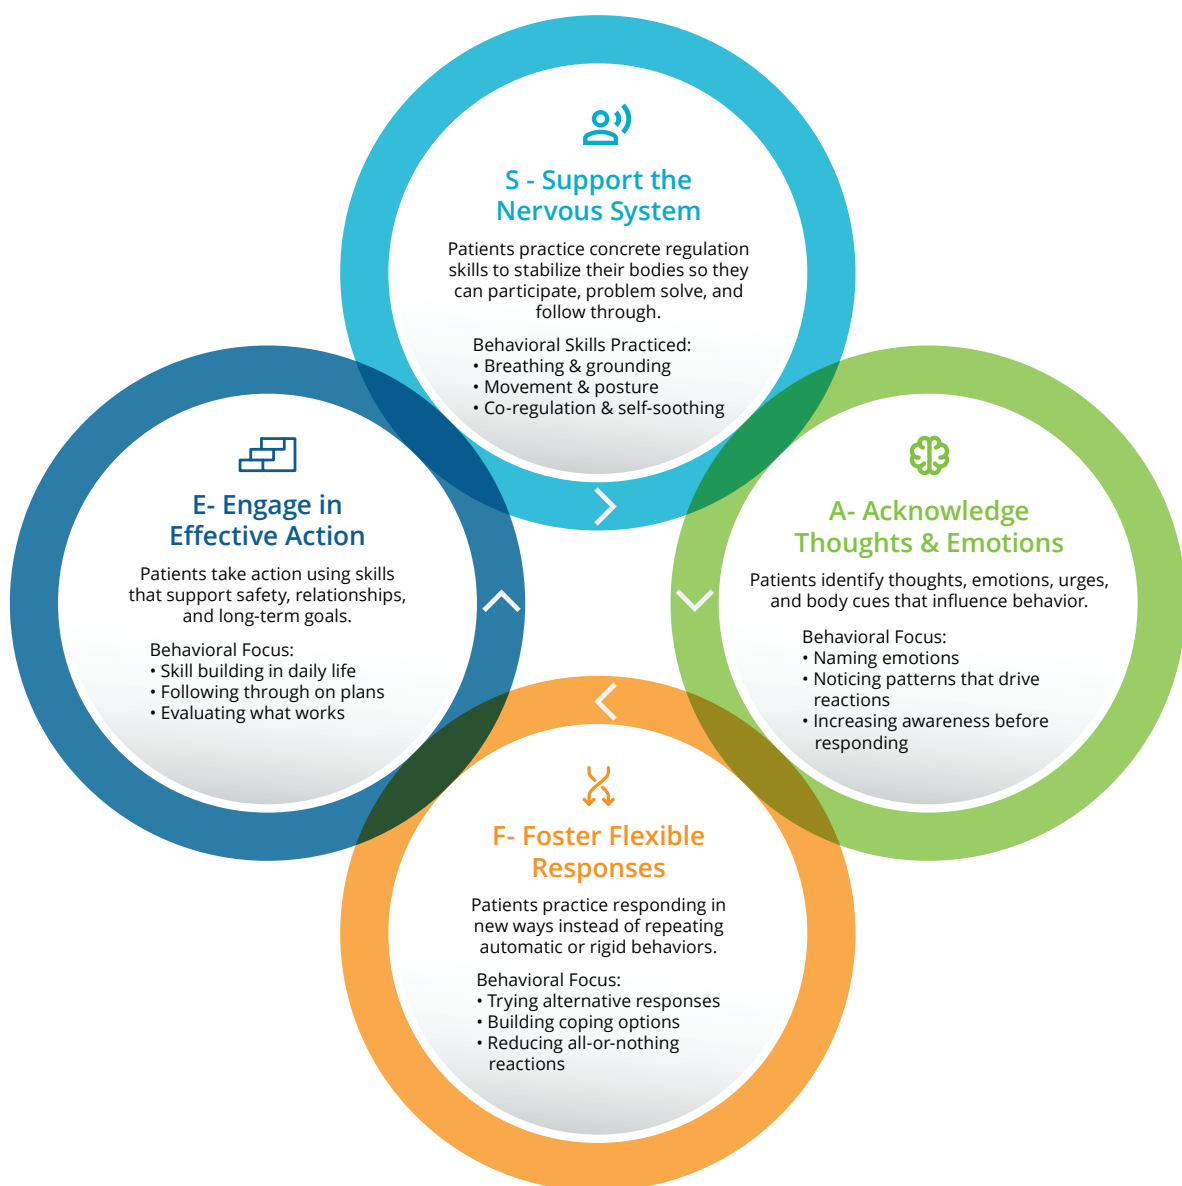 S - Support the
Nervous System
Patients practice concrete regulation
skills to stabilize their bodies so they
can participate, problem solve, and
follow through.
Behavioral Skills Practiced:
• Breathing & grounding
• Movement & posture
• Co-regulation & self-soothing
A- Acknowledge
Thoughts & Emotions
Patients identify thoughts, emotions, urges,
and body cues that influence behavior.
Behavioral Focus:
• Naming emotions
• Noticing patterns that drive
reactions
• Increasing awareness before
responding
F- Foster Flexible
Responses
Patients practice responding in
new ways instead of repeating
automatic or rigid behaviors.
Behavioral Focus:
• Trying alternative responses
• Building coping options
• Reducing all-or-nothing
reactions
E- Engage in
Effective Action
Patients take action using skills
that support safety, relationships,
and long-term goals.
Behavioral Focus:
• Skill building in daily life
• Following through on plans
• Evaluating what works